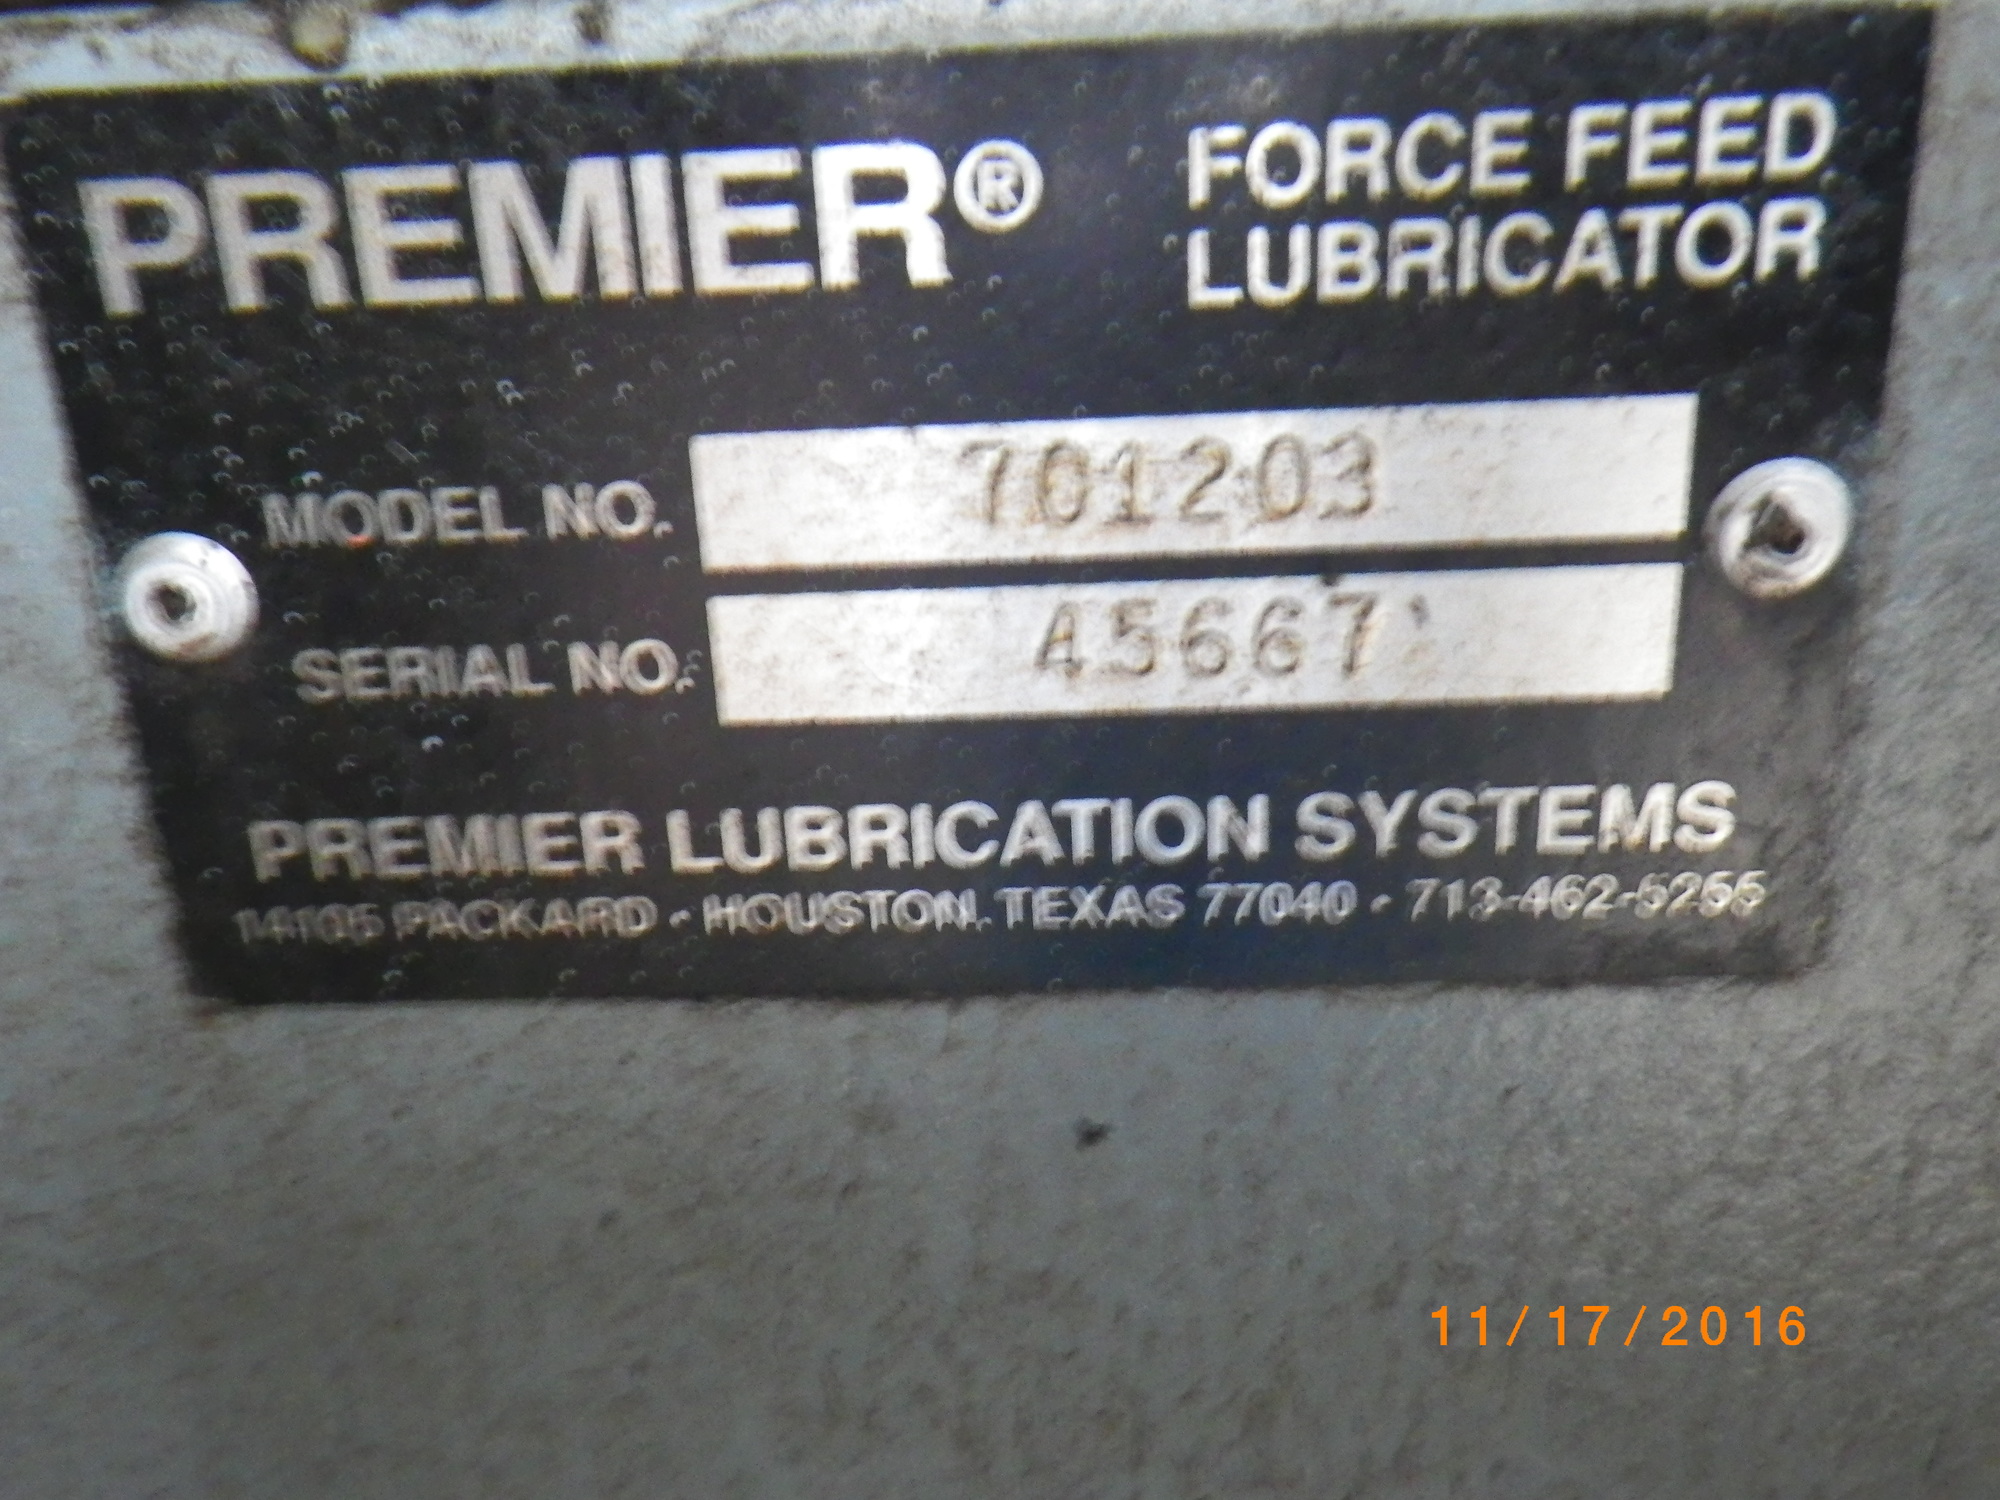 PREMIER®
FORCE FEED
LUBRICATOR
MODEL NO. 701203
SERIAL NO. 45667
PREMIER LUBRICATION SYSTEMS
14105 PACKARD - HOUSTON, TEXAS 77040 - 713-462-5255
11/17/2016